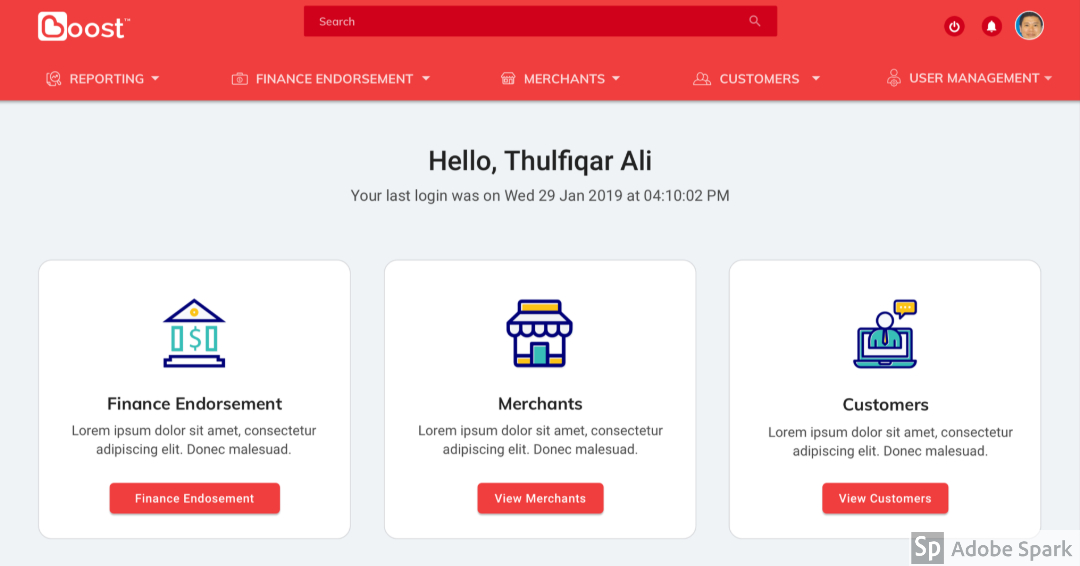 Boost™
Search
REPORTING
FINANCE ENDORSEMENT
MERCHANTS
CUSTOMERS
USER MANAGEMENT
Hello, Thulfiqar Ali
Your last login was on Wed 29 Jan 2019 at 04:10:02 PM
$
Finance Endorsement
Lorem ipsum dolor sit amet, consectetur
adipiscing elit. Donec malesuad.
Finance Endosement
Merchants
Lorem ipsum dolor sit amet, consectetur
adipiscing elit. Donec malesuad.
View Merchants
Customers
Lorem ipsum dolor sit amet, consectetur
adipiscing elit. Donec malesuad.
View Customers
Sp Adobe Spark